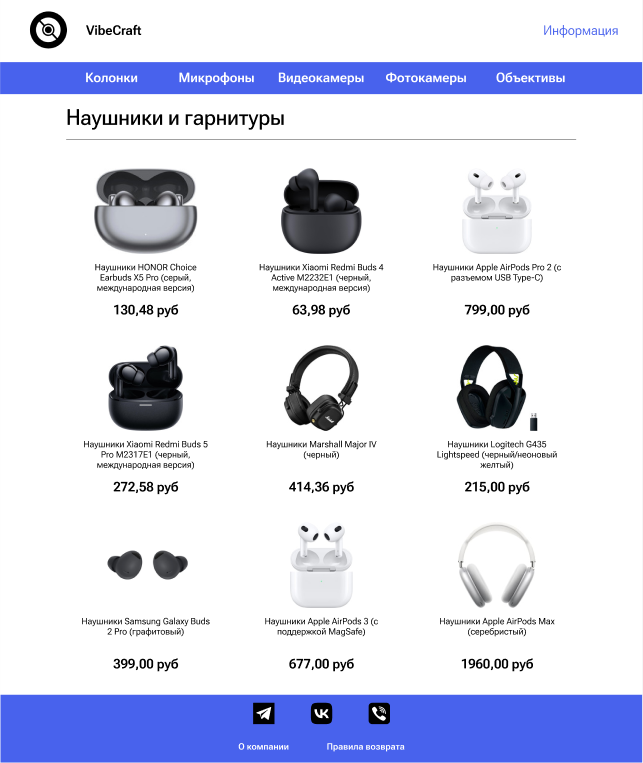 VibeCraft
Информация
Колонки Микрофоны Видеокамеры Фотокамеры Объективы
Наушники и гарнитуры
Наушники HONOR Choice
Earbuds X5 Pro (серый,
международная версия)
130,48 руб
Наушники Xiaomi Redmi Buds 4
Active M2232E1 (черный,
международная версия)
63,98 руб
Наушники Apple AirPods Pro 2 (с
разъемом USB Type-C)
799,00 руб
Наушники Xiaomi Redmi Buds 5
Pro M2317E1 (черный,
международная версия)
272,58 руб
Наушники Marshall Major IV
(черный)
414,36 руб
Наушники Logitech G435
Lightspeed (черный/неоновый
желтый)
215,00 руб
Наушники Samsung Galaxy Buds
2 Pro (графитовый)
399,00 руб
Наушники Apple AirPods 3 (с
поддержкой MagSafe)
677,00 руб
Наушники Apple AirPods Max
(серебристый)
1960,00 руб
О компании
Правила возврата